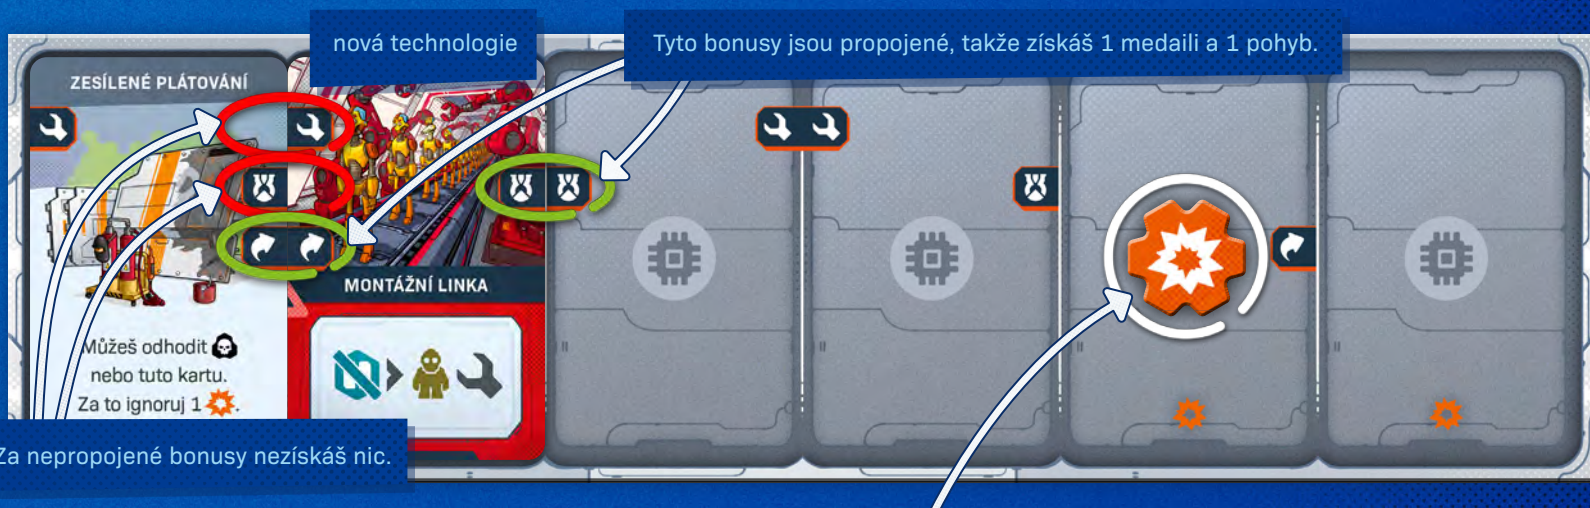 nová technologie
Tyto bonusy jsou propojené, takže získáš 1 medaili a 1 pohyb.
ZESÍLENÉ PLÁTOVÁNÍ
MONTÁŽNÍ LINKA
Můžeš odhodit
nebo tuto kartu.
Za to ignoruj 1 .
Za nepropojené bonusy nezískáš nic.